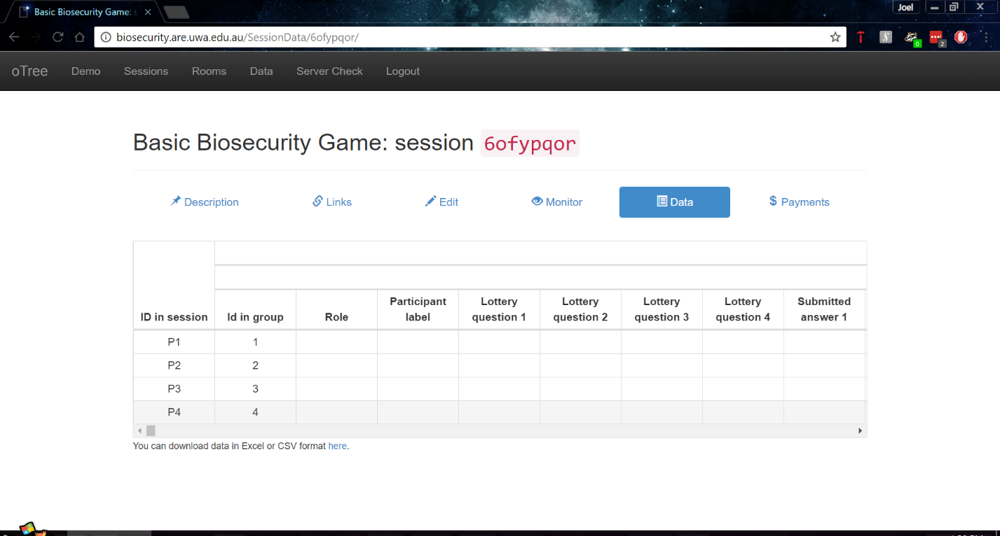 Basic Biosecurity Game: s
Joel
biosecurity.are.uwa.edu.au/SessionData/6ofypqor/
0
2
oTree Demo Sessions Rooms Data Server Check Logout
Basic Biosecurity Game: session 6ofypqor
Description Links Edit Monitor Data $ Payments
ID in session Id in group Role Participant label Lottery question 1 Lottery question 2 Lottery question 3 Lottery question 4 Submitted answer 1
P1 1
P2 2
P3 3
P4 4
You can download data in Excel or CSV format here.